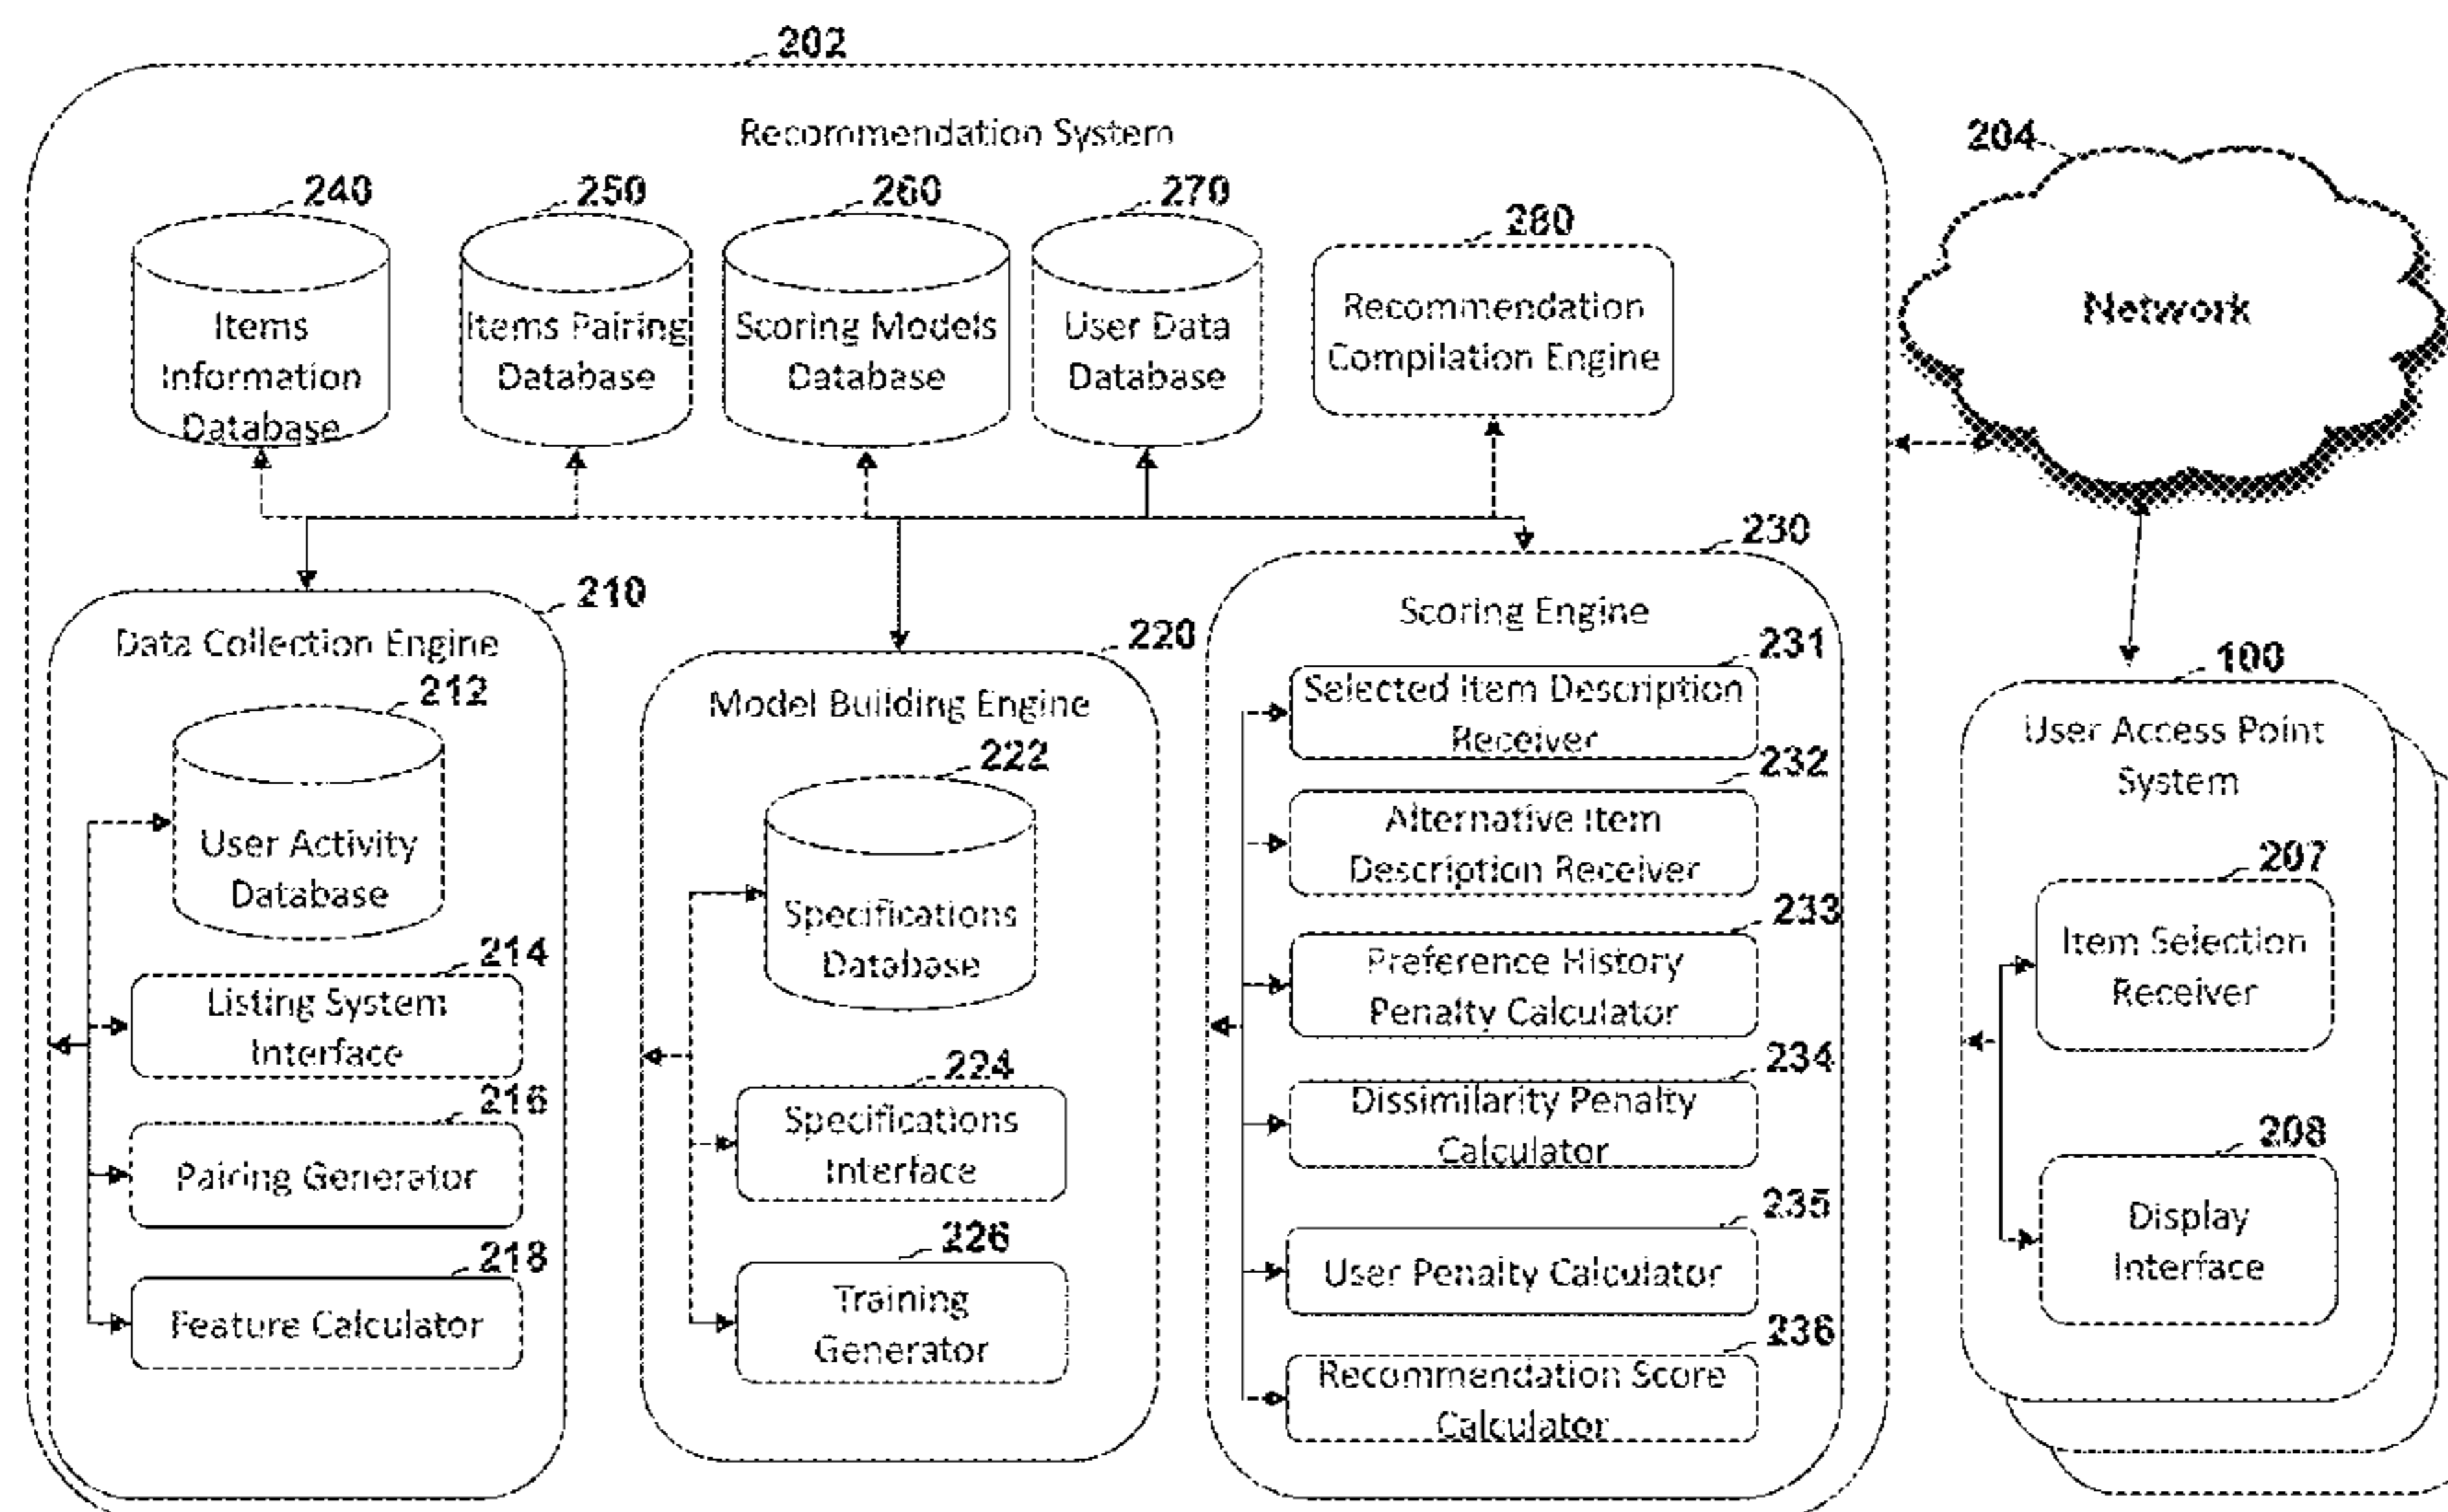 202
Recommendation System
204
240
250
260
270
280
Items
Information
Database
Items Pairing
Database
Scoring Models
Database
User Data
Database
Recommendation
Compilation Engine
Network
210
Data Collection Engine
212
User Activity
Database
214
Listing System
Interface
216
Pairing Generator
218
Feature Calculator
220
Model Building Engine
222
Specifications
Database
224
Specifications
Interface
226
Training
Generator
230
Scoring Engine
231
Selected Item Description
Receiver
232
Alternative Item
Description Receiver
233
Preference History
Penalty Calculator
234
Dissimilarity Penalty
Calculator
235
User Penalty Calculator
236
Recommendation Score
Calculator
100
User Access Point
System
207
Item Selection
Receiver
208
Display
Interface